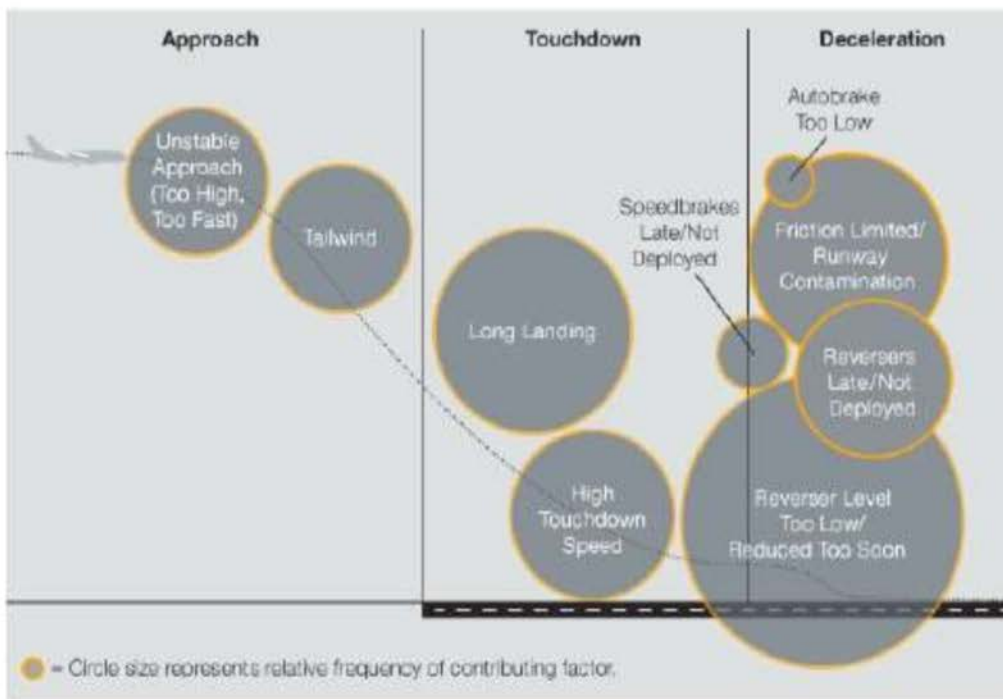 Approach
Touchdown
Deceleration
Unstable
Approach
(Too High,
Too Fast)
Tailwind
Long Landing
High
Touchdown
Speed
Speedbrakes
Late/Not
Deployed
Autobrake
Too Low
Friction Limited/
Runway
Contamination
Reversers
Late/Not
Deployed
Reverser Level
Too Low/
Reduced Too Soon
= Circle size represents relative frequency of contributing factor.